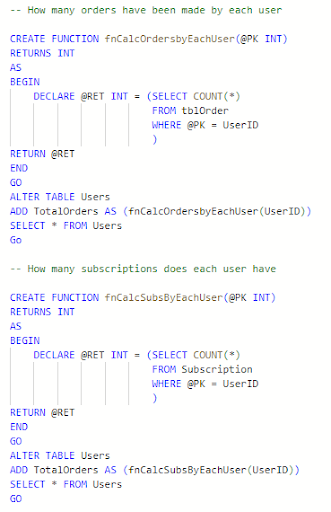 -- How many orders have been made by each user
CREATE FUNCTION fnCalcOrdersbyEachUser(@PK INT)
RETURNS INT
AS
BEGIN
DECLARE @RET INT = (SELECT COUNT(*)
FROM tblOrder
WHERE @PK = UserID
)
RETURN @RET
END
GO
ALTER TABLE Users
ADD TotalOrders AS (fnCalcOrdersbyEachUser(UserID))
SELECT * FROM Users
Go
-- How many subscriptions does each user have
CREATE FUNCTION fnCalcSubsByEachUser(@PK INT)
RETURNS INT
AS
BEGIN
DECLARE @RET INT = (SELECT COUNT(*)
FROM Subscription
WHERE @PK = UserID
)
RETURN @RET
END
GO
ALTER TABLE Users
ADD TotalOrders AS (fnCalcSubsByEachUser(UserID))
SELECT * FROM Users
GO